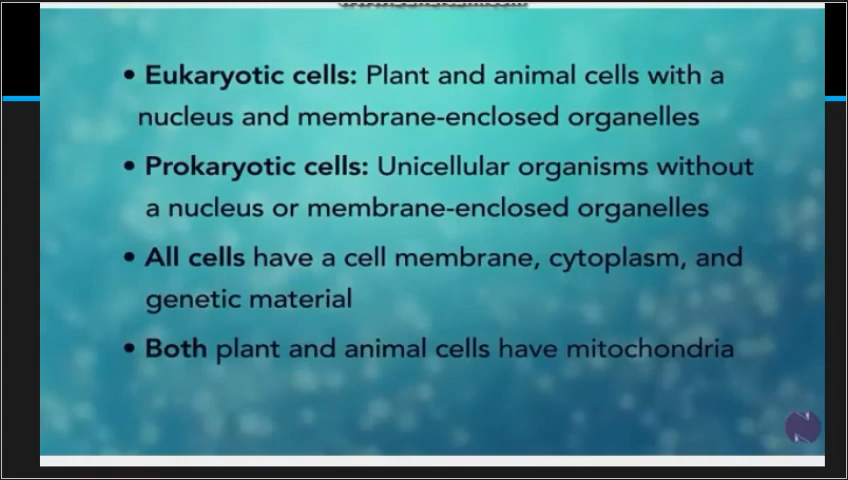 • Eukaryotic cells: Plant and animal cells with a
nucleus and membrane-enclosed organelles
• Prokaryotic cells: Unicellular organisms without
a nucleus or membrane-enclosed organelles
• All cells have a cell membrane, cytoplasm, and
genetic material
• Both plant and animal cells have mitochondria
N